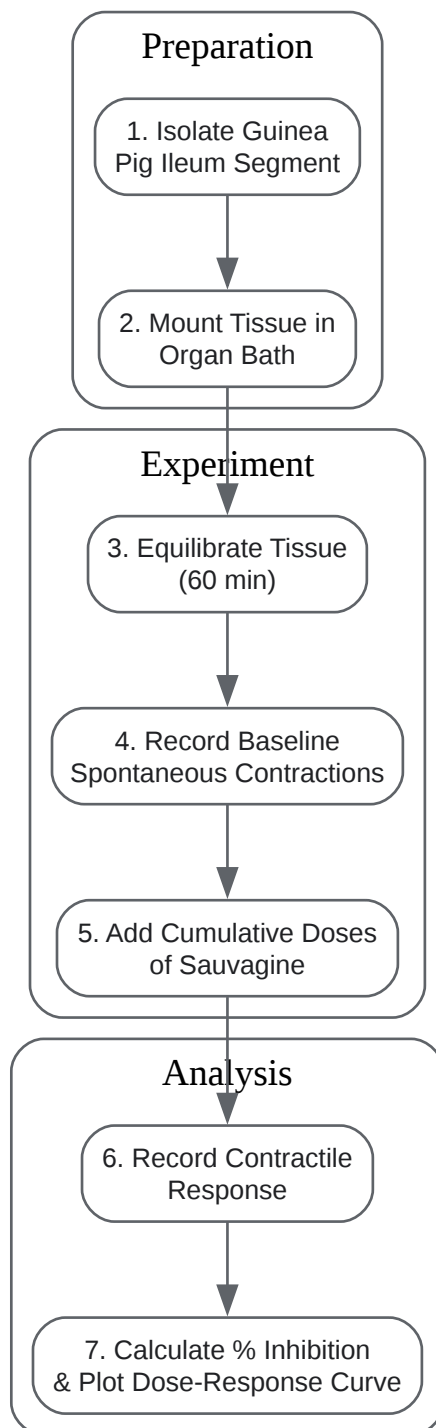 Preparation
1. Isolate Guinea
Pig Ileum Segment
2. Mount Tissue in
Organ Bath
Experiment
3. Equilibrate Tissue
(60 min)
4. Record Baseline
Spontaneous Contractions
5. Add Cumulative Doses
of Sauvagine
Analysis
6. Record Contractile
Response
7. Calculate % Inhibition
& Plot Dose-Response Curve